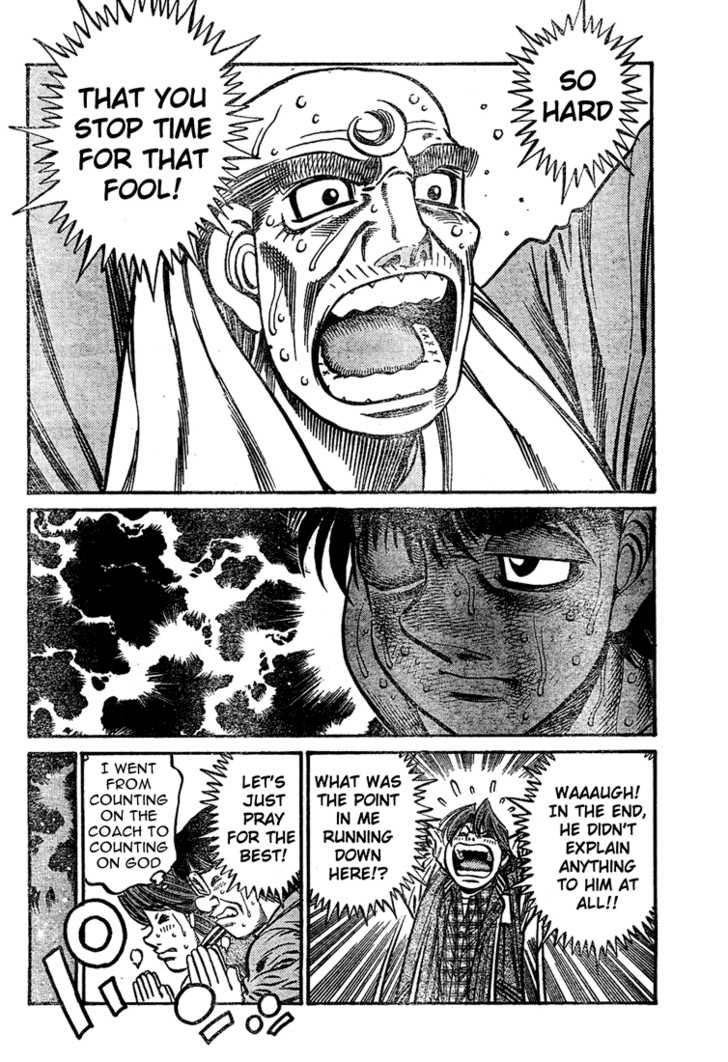 SO
HARD
THAT YOU
STOP TIME
FOR THAT
FOOL!
WAAAUGH!
IN THE END,
HE DIDN'T
EXPLAIN
ANYTHING
TO HIM AT
ALL!!
WHAT WAS
THE POINT
IN ME
RUNNING
DOWN
HERE!?
LET'S
JUST
PRAY
FOR THE
BEST!
I WENT
FROM
COUNTING
ON THE
COACH TO
COUNTING
ON GOD